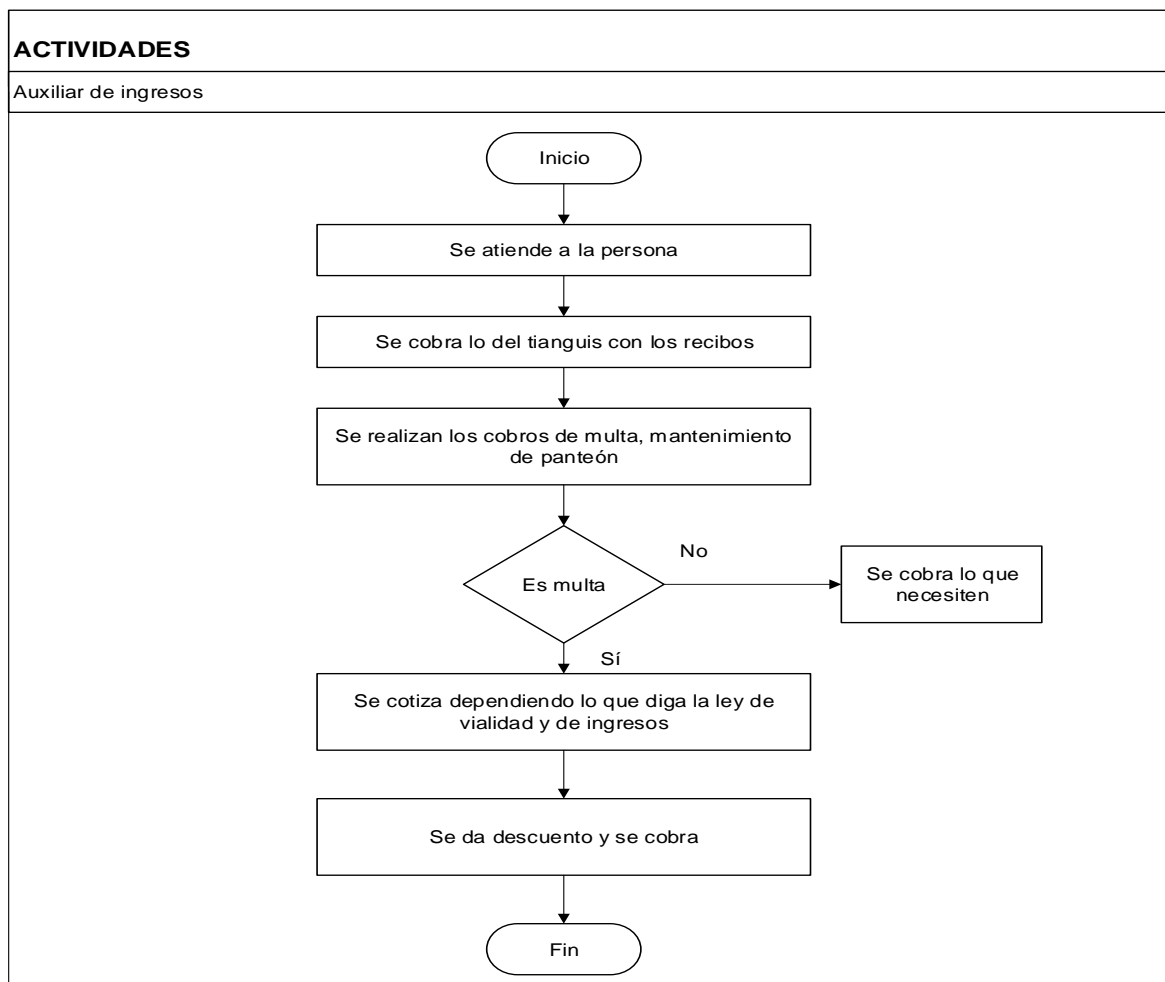 ACTIVIDADES
Auxiliar de ingresos
Inicio
Se atiende a la persona
Se cobra lo del tianguis con los recibos
Se realizan los cobros de multa, mantenimiento
de panteón
Es multa
No
Se cobra lo que
necesiten
Sí
Se cotiza dependiendo lo que diga la ley de
vialidad y de ingresos
Se da descuento y se cobra
Fin